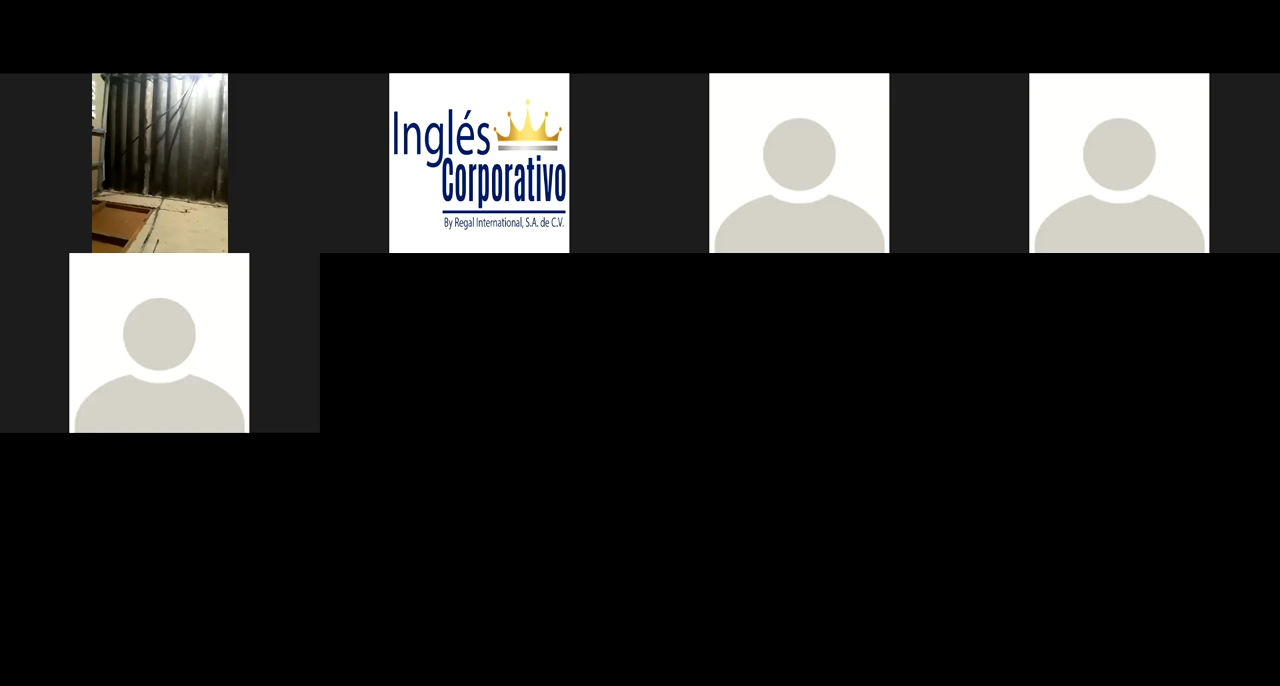 Inglés
Corporativo
By Regal International, S.A. de C.V.